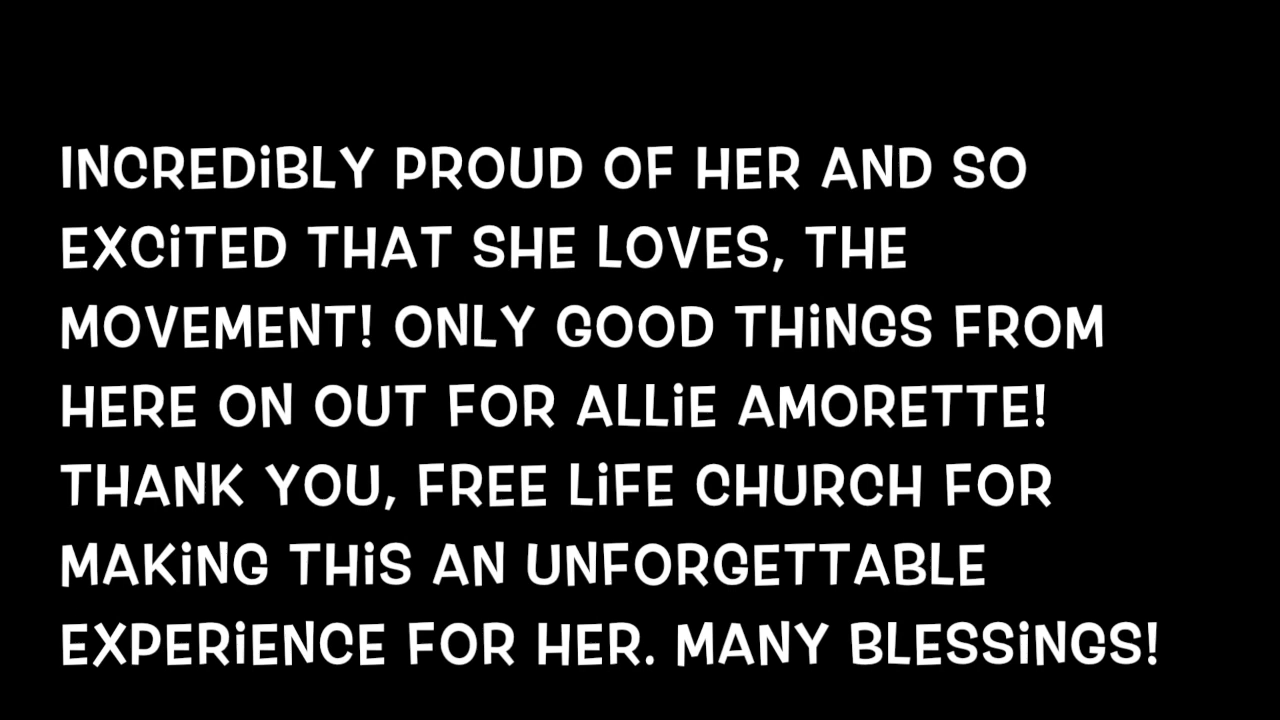 INCREDiBLY PROUD OF HER AND SO
EXCiTED THAT SHE LOVES, THE
MOVEMENT! ONLY GOOD THiNGS FROM
HERE ON OUT FOR ALLiE AMORETTE!
THANK YOU, FREE LiFE CHURCH FOR
MAKiNG THiS AN UNFORGETTABLE
EXPERiENCE FOR HER. MANY BLESSiNGS!